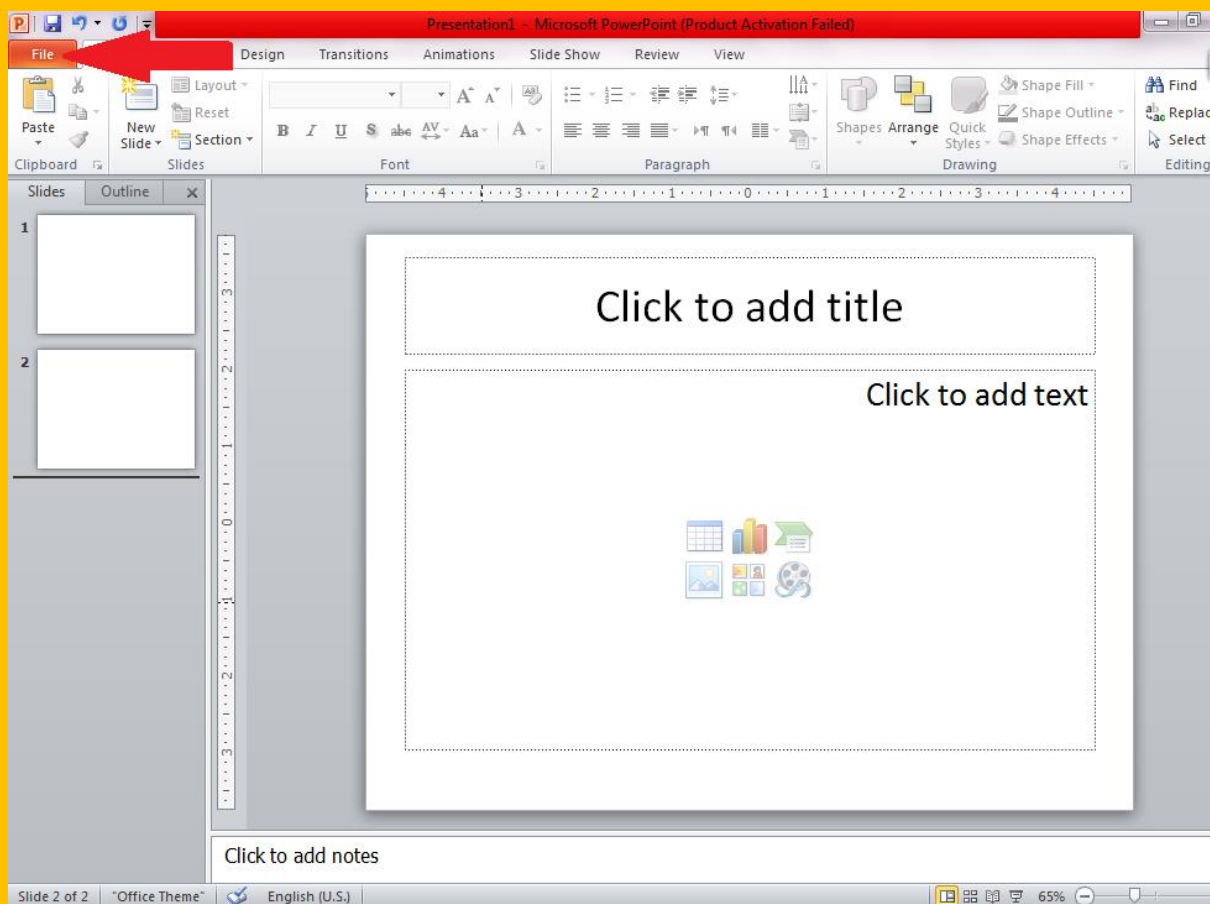 Presentation1 - Microsoft PowerPoint (Product Activation Failed)
File Design Transitions Animations Slide Show Review View
Paste
New Slide
Layout
Reset
Section
Shapes Arrange Quick Styles
Shape Fill
Shape Outline
Shape Effects
Find
Replac
Select
Clipboard Slides Font Paragraph Drawing Editing
Slides Outline
1
2
Click to add title
Click to add text
Click to add notes
Slide 2 of 2 "Office Theme" English (U.S.) 65%